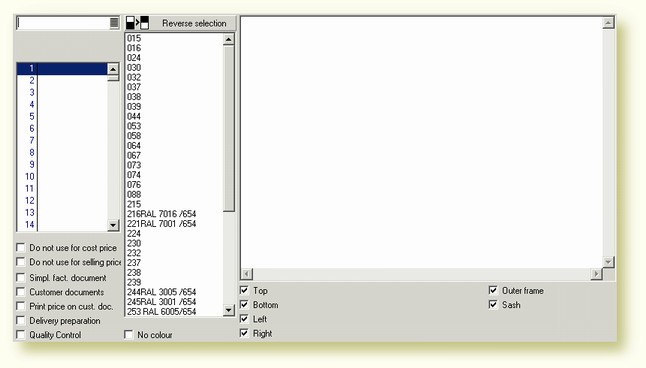 Reverse selection
1
2
3
4
5
6
7
8
9
10
11
12
13
14
Do not use for cost price
Do not use for selling price
Simpl. fact. document
Customer documents
Print price on cust. doc.
Delivery preparation
Quality Control
015
016
024
030
032
037
038
039
044
053
058
064
067
073
074
076
088
215
216RAL 7016 /654
221RAL 7001 /654
224
230
232
237
238
239
244RAL 3005 /654
245RAL 3001 /654
253 RAL 6005/654
No colour
Top
Bottom
Left
Right
Outer frame
Sash